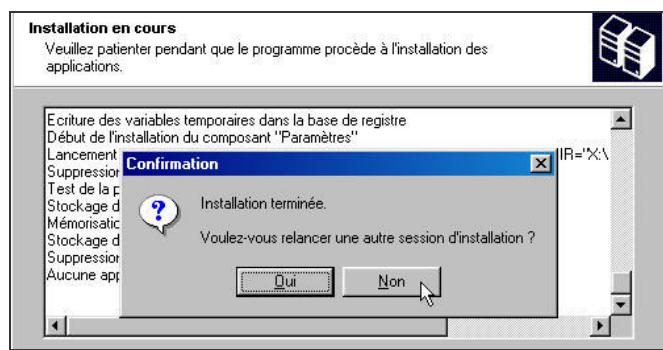 Installation en cours
Veuillez patienter pendant que le programme procède à l'installation des
applications.
Ecriture des variables temporaires dans la base de registre
Début de l'installation du composant "Paramètres"
Lancement
IR="X:\
Suppression
Test de la
Stockage d
Stockage d
Suppression
Aucune app
Confirmation
Installation terminée.
Voulez-vous relancer une autre session d'installation ?
Oui
Non